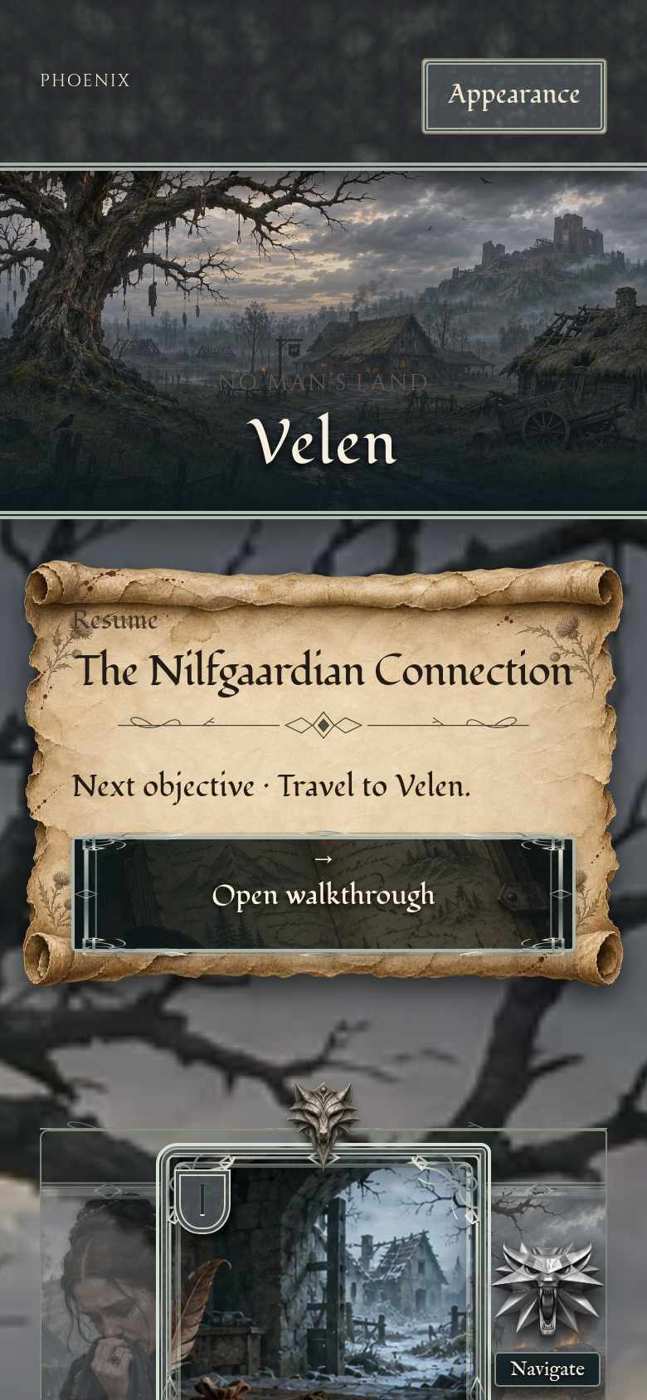 PHOENIX
Appearance
NO MAN'S LAND
Velen
Resume
The Nilfgaardian Connection
Next objective · Travel to Velen.
→
Open walkthrough
I
Navigate